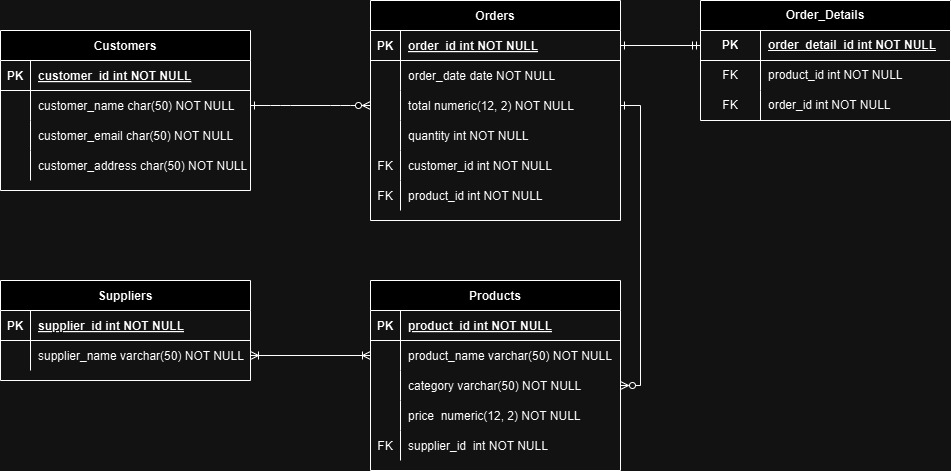 Customers
PK customer_id int NOT NULL
customer_name char(50) NOT NULL
customer_email char(50) NOT NULL
customer_address char(50) NOT NULL
Orders
PK order_id int NOT NULL
order_date date NOT NULL
total numeric(12, 2) NOT NULL
quantity int NOT NULL
FK customer_id int NOT NULL
FK product_id int NOT NULL
Order_Details
PK order_detail_id int NOT NULL
FK product_id int NOT NULL
FK order_id int NOT NULL
Suppliers
PK supplier_id int NOT NULL
supplier_name varchar(50) NOT NULL
Products
PK product_id int NOT NULL
product_name varchar(50) NOT NULL
category varchar(50) NOT NULL
price  numeric(12, 2) NOT NULL
FK supplier_id  int NOT NULL